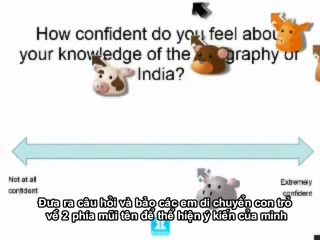 How confident do you feel about
your knowledge of the geography of
India?
Not at all
confident
Extremely
confident
Đưa ra câu hỏi và bảo các em di chuyển con trỏ
về 2 phía mũi tên để thể hiện ý kiến của mình